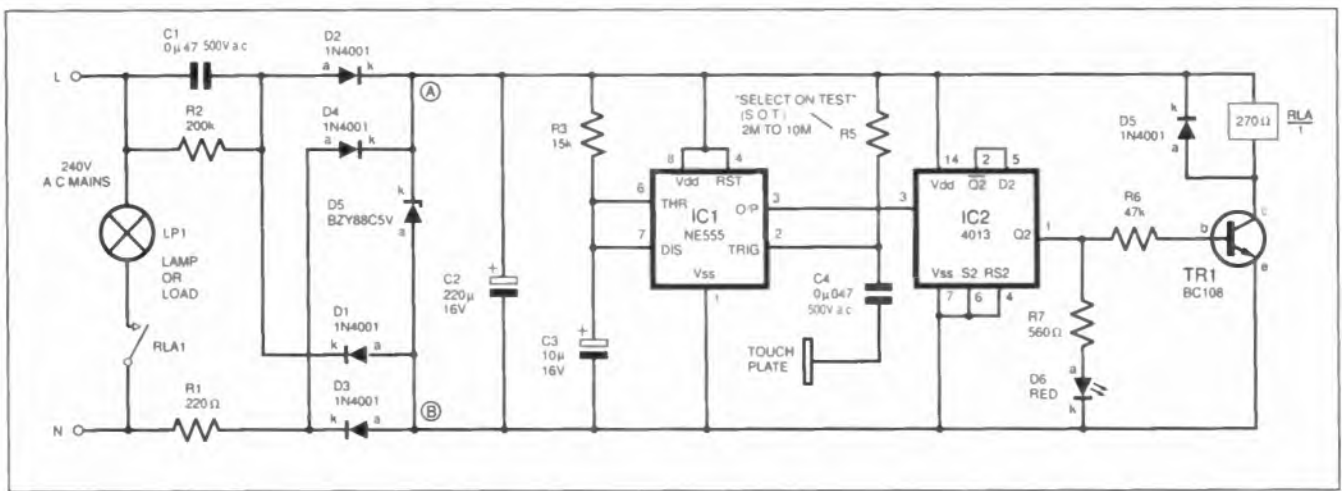 C1
0µ47 500V a c
D2
1N4001
a
k
L
R2
200k
D4
1N4001
a
k
A
240V
A C MAINS
LP1
LAMP
OR
LOAD
RLA1
D5
BZY88C5V
k
a
D1
1N4001
k
a
D3
1N4001
k
a
B
N
R1
220Ω
C2
220µ
16V
+
R3
15k
C3
10µ
16V
+
8
4
Vdd
RST
6
THR
7
DIS
IC1
NE555
O/P
3
TRIG
2
Vss
1
"SELECT ON TEST"
(S O T)
2M TO 10M
R5
C4
0µ047
500V a c
TOUCH
PLATE
14
2
5
Vdd
Q2
D2
3
IC2
4013
Q2
1
Vss
S2
RS2
7
6
4
R6
47k
R7
560Ω
a
D6
RED
k
k
D5
1N4001
a
270Ω
RLA
1
c
b
e
TR1
BC108